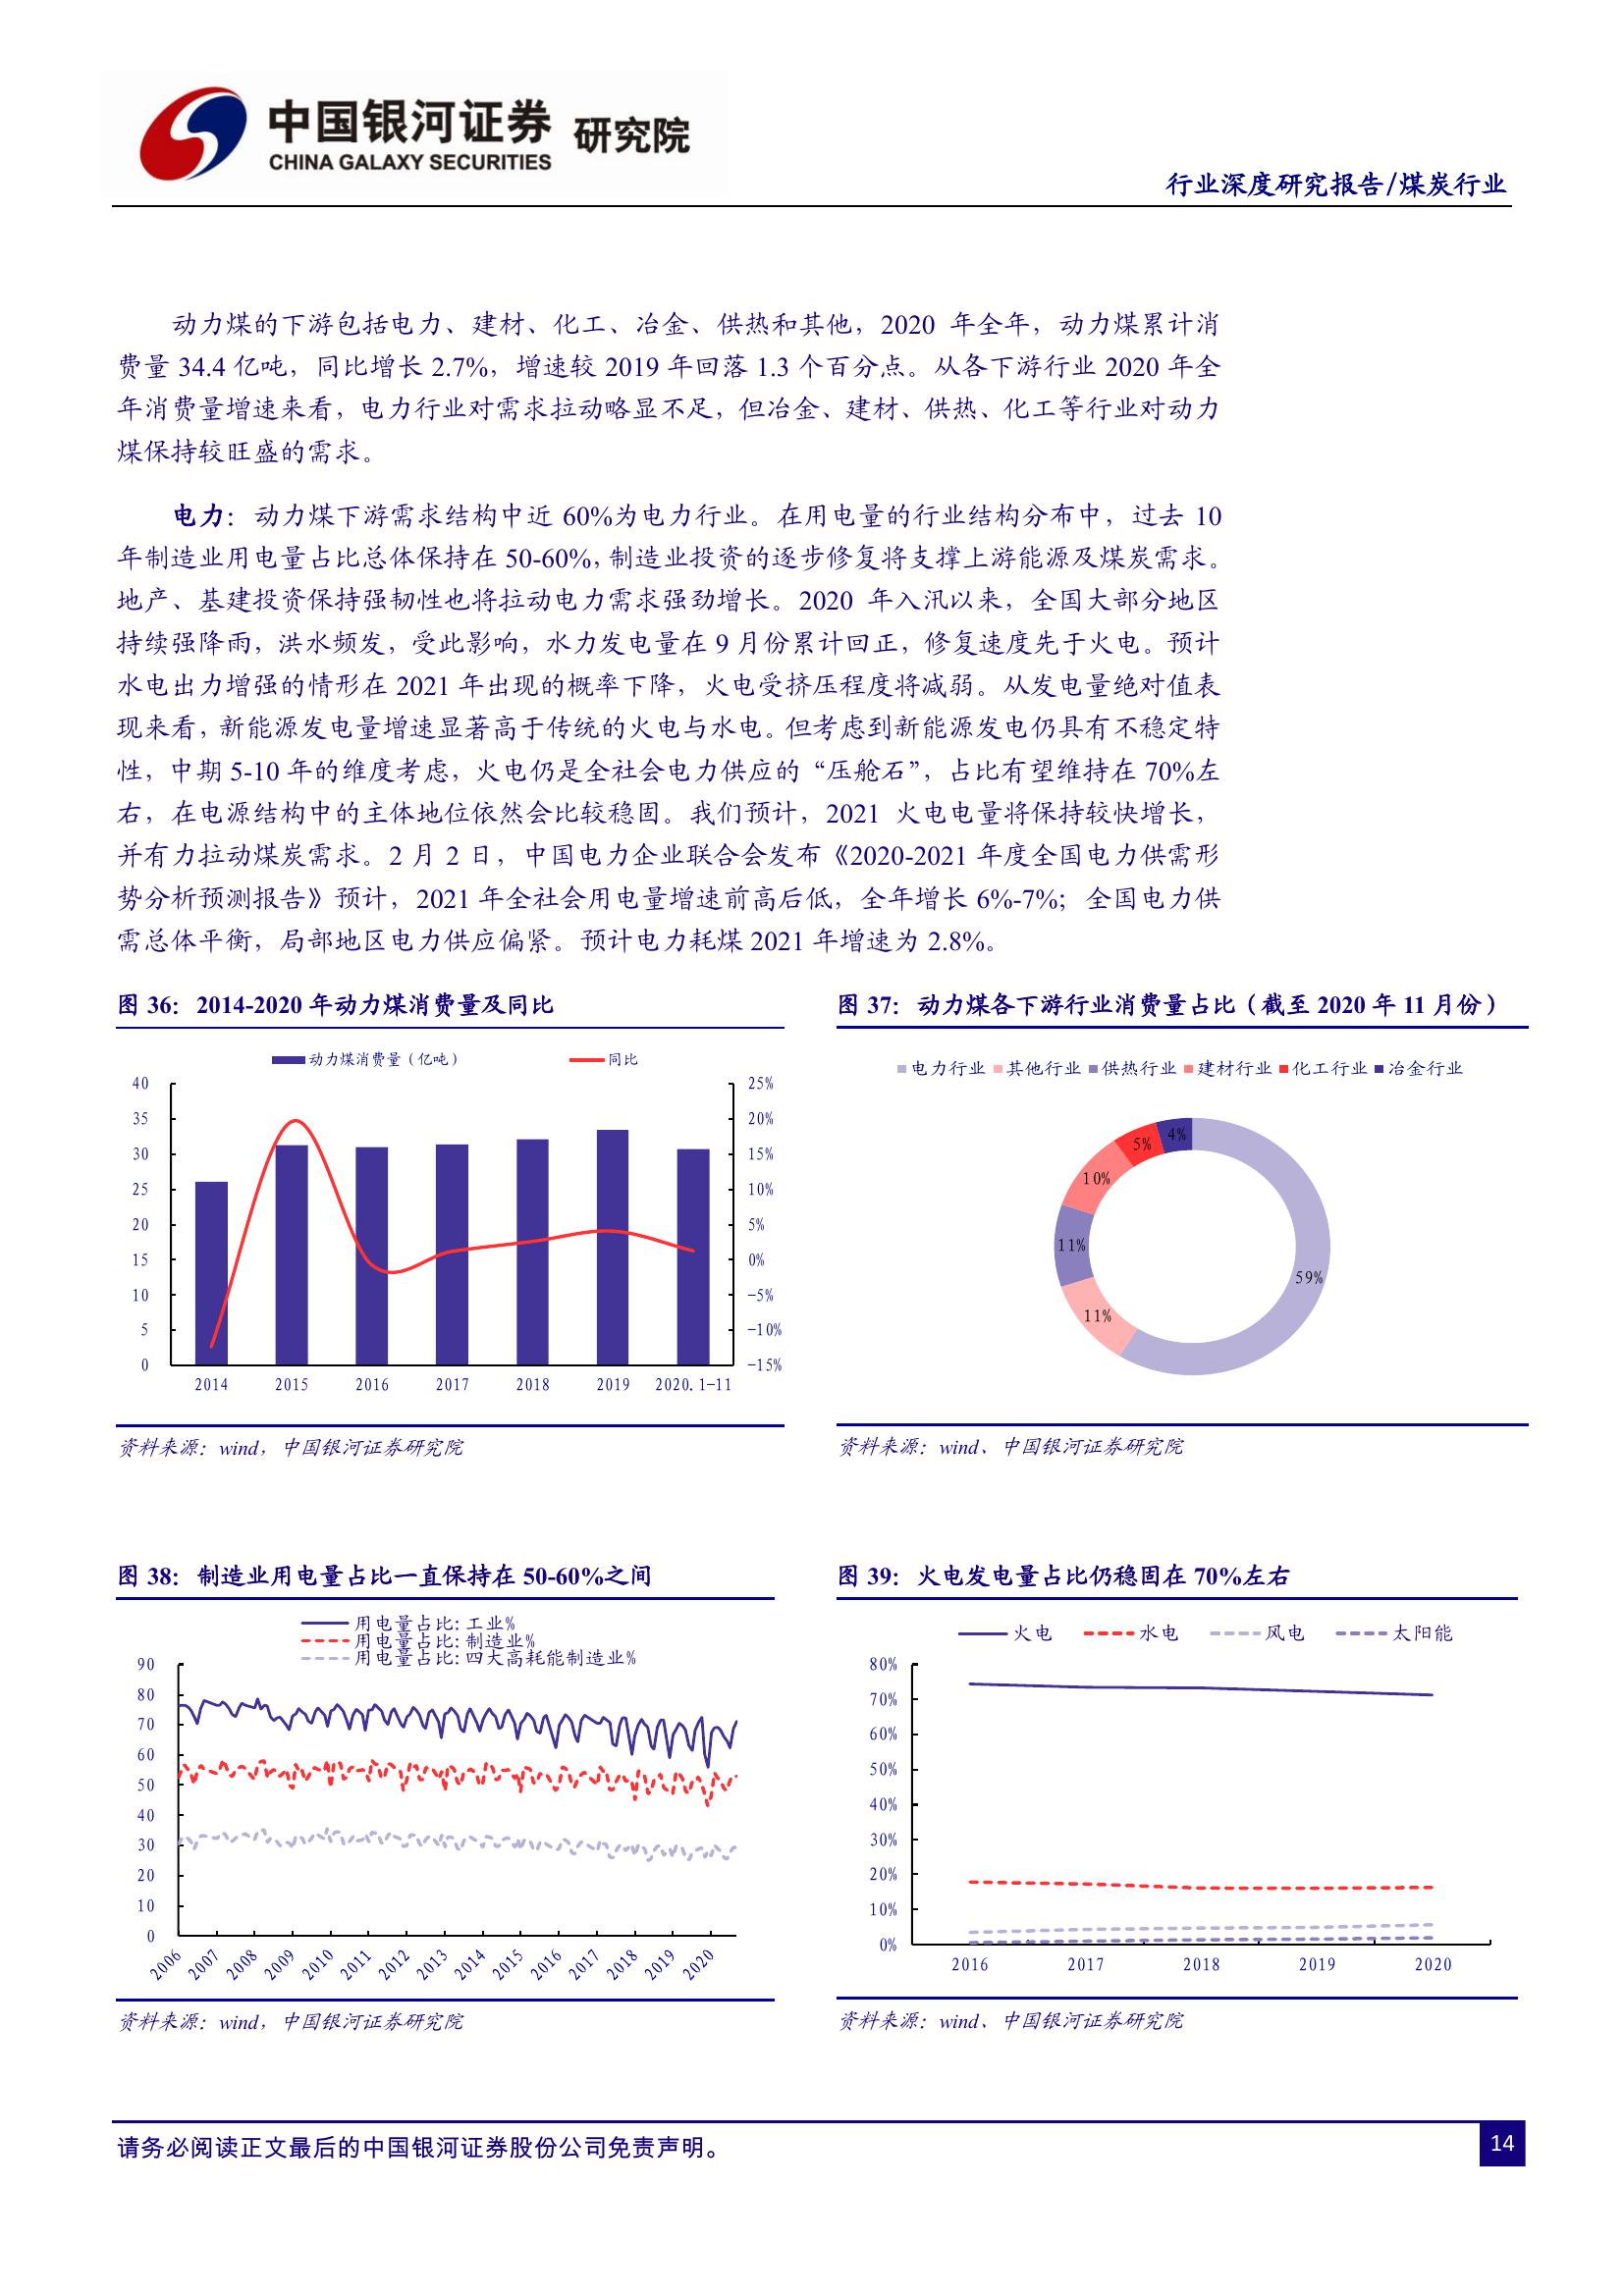 中国银河证券 研究院
CHINA GALAXY SECURITIES
行业深度研究报告/煤炭行业
动力煤的下游包括电力、建材、化工、冶金、供热和其他，2020 年全年，动力煤累计消
费量 34.4 亿吨，同比增长 2.7%，增速较 2019 年回落 1.3 个百分点。从各下游行业 2020 年全
年消费量增速来看，电力行业对需求拉动略显不足，但冶金、建材、供热、化工等行业对动力
煤保持较旺盛的需求。
电力：动力煤下游需求结构中近 60%为电力行业。在用电量的行业结构分布中，过去 10
年制造业用电量占比总体保持在 50-60%，制造业投资的逐步修复将支撑上游能源及煤炭需求。
地产、基建投资保持强韧性也将拉动电力需求强劲增长。2020 年入汛以来，全国大部分地区
持续强降雨，洪水频发，受此影响，水力发电量在 9 月份累计回正，修复速度先于火电。预计
水电出力增强的情形在 2021 年出现的概率下降，火电受挤压程度将减弱。从发电量绝对值表
现来看，新能源发电量增速显著高于传统的火电与水电。但考虑到新能源发电仍具有不稳定特
性，中期 5-10 年的维度考虑，火电仍是全社会电力供应的“压舱石”，占比有望维持在 70%左
右，在电源结构中的主体地位依然会比较稳固。我们预计，2021 火电电量将保持较快增长，
并有力拉动煤炭需求。2 月 2 日，中国电力企业联合会发布《2020-2021 年度全国电力供需形
势分析预测报告》预计，2021 年全社会用电量增速前高后低，全年增长 6%-7%；全国电力供
需总体平衡，局部地区电力供应偏紧。预计电力耗煤 2021 年增速为 2.8%。
图 36：2014-2020 年动力煤消费量及同比
动力煤消费量（亿吨） 同比
40
35
30
25
20
15
10
5
0
25%
20%
15%
10%
5%
0%
-5%
-10%
-15%
2014 2015 2016 2017 2018 2019 2020.1-11
资料来源：wind，中国银河证券研究院
图 37：动力煤各下游行业消费量占比（截至 2020 年 11 月份）
电力行业 其他行业 供热行业 建材行业 化工行业 冶金行业
4%
5%
10%
11%
59%
11%
资料来源：wind、中国银河证券研究院
图 38：制造业用电量占比一直保持在 50-60%之间
用电量占比:工业%
用电量占比:制造业%
用电量占比:四大高耗能制造业%
90
80
70
60
50
40
30
20
10
0
2006 2007 2008 2009 2010 2011 2012 2013 2014 2015 2016 2017 2018 2019 2020
资料来源：wind，中国银河证券研究院
图 39：火电发电量占比仍稳固在 70%左右
火电 水电 风电 太阳能
80%
70%
60%
50%
40%
30%
20%
10%
0%
2016 2017 2018 2019 2020
资料来源：wind、中国银河证券研究院
请务必阅读正文最后的中国银河证券股份公司免责声明。
14